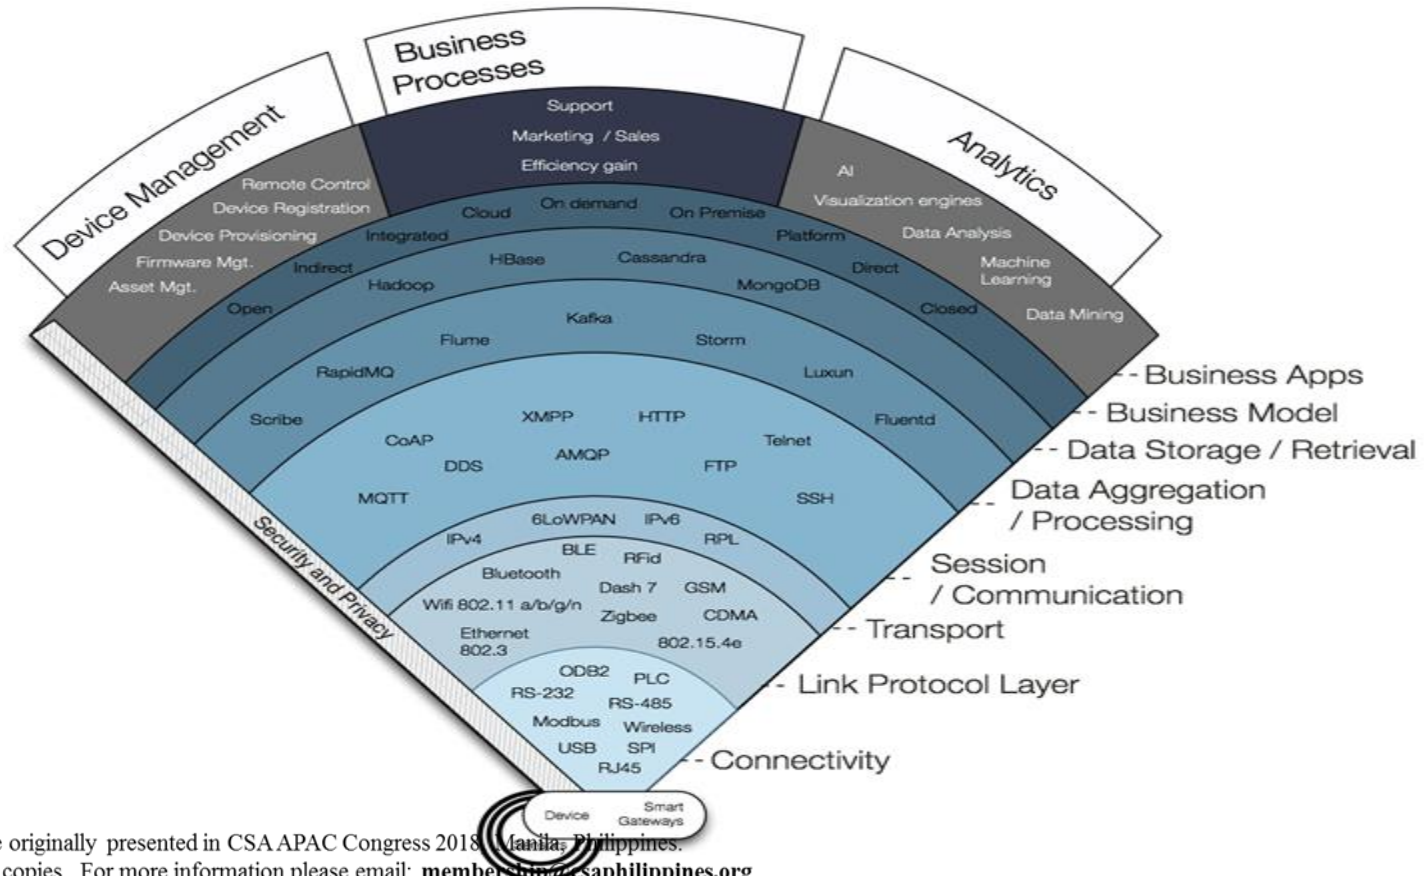 Business
Processes
Device Management
Analytics
Support
Marketing / Sales
Efficiency gain
Remote Control
Device Registration
Device Provisioning
Firmware Mgt.
Asset Mgt.
AI
Visualization engines
Data Analysis
Machine
Learning
Data Mining
Open
Indirect
Integrated
Cloud
On demand
On Premise
Platform
Direct
Closed
Hadoop
HBase
Cassandra
MongoDB
Scribe
RapidMQ
Flume
Kafka
Storm
Luxun
Fluentd
XMPP
HTTP
CoAP
Telnet
DDS
AMQP
FTP
MQTT
SSH
IPv4
6LoWPAN
IPv6
RPL
BLE
RFid
Bluetooth
Dash 7
GSM
Wifi 802.11 a/b/g/n
Zigbee
CDMA
Ethernet
802.3
802.15.4e
ODB2
PLC
RS-232
RS-485
Modbus
Wireless
USB
SPI
RJ45
Security and Privacy
Business Apps
Business Model
Data Storage / Retrieval
Data Aggregation
/ Processing
Session
/ Communication
Transport
Link Protocol Layer
Connectivity
Device
Smart
Gateways
originally presented in CSA APAC Congress 2018, Manila, Philippines.
copies. For more information please email: membership@csaphilippines.org